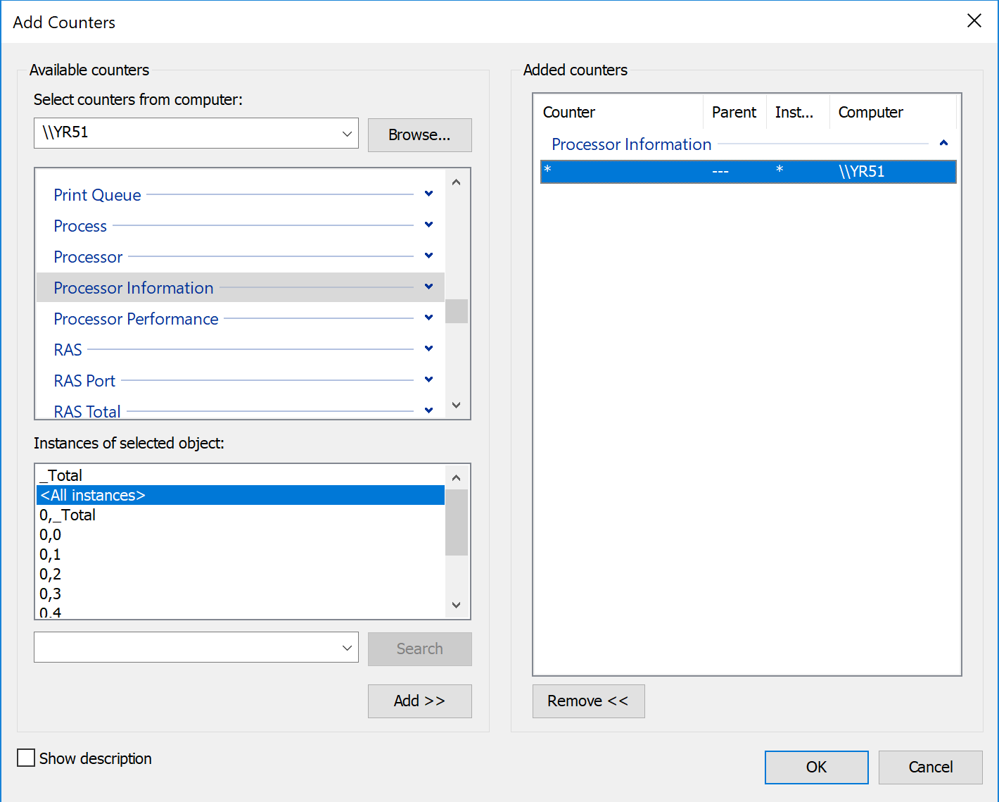 Add Counters
Available counters
Select counters from computer:
\\YR51
Browse...
Print Queue
Process
Processor
Processor Information
Processor Performance
RAS
RAS Port
RAS Total
Instances of selected object:
_Total
<All instances>
0,_Total
0,0
0,1
0,2
0,3
0,4
Search
Add >>
Show description
Added counters
Counter Parent Inst... Computer
Processor Information
* --- * \\YR51
Remove <<
OK Cancel